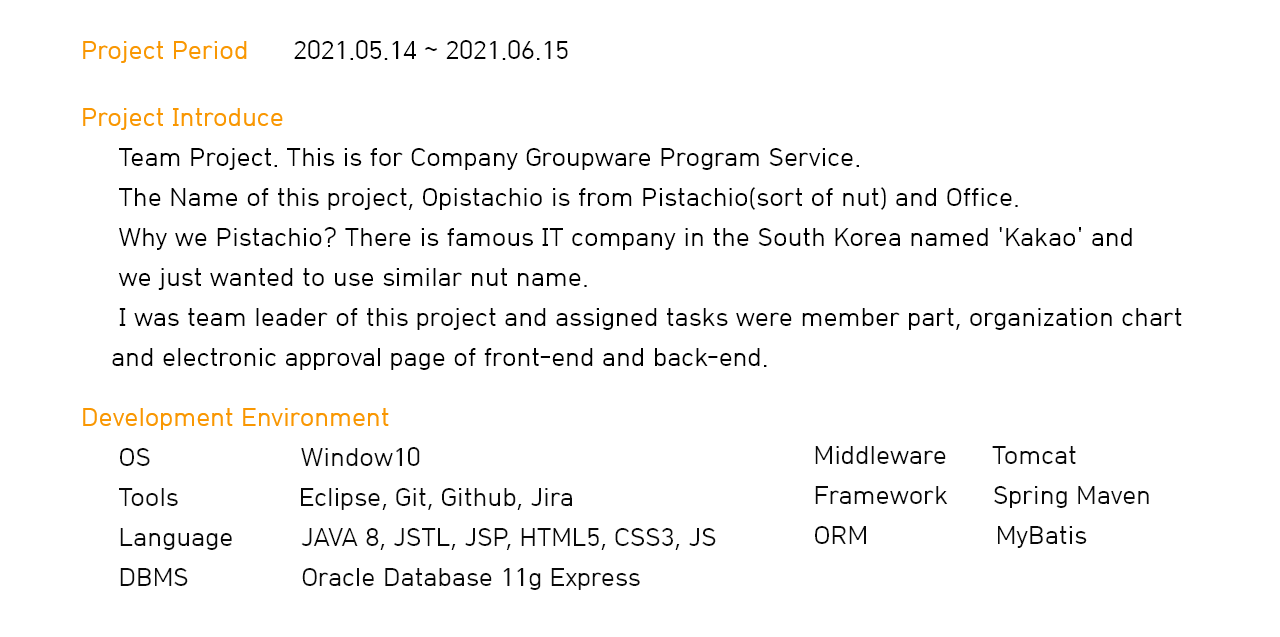 Project Period 2021.05.14 ~ 2021.06.15
Project Introduce
Team Project. This is for Company Groupware Program Service.
The Name of this project, Opistachio is from Pistachio(sort of nut) and Office.
Why we Pistachio? There is famous IT company in the South Korea named 'Kakao' and
we just wanted to use similar nut name.
I was team leader of this project and assigned tasks were member part, organization chart
and electronic approval page of front-end and back-end.
Development Environment
OS Window10
Tools Eclipse, Git, Github, Jira
Language JAVA 8, JSTL, JSP, HTML5, CSS3, JS
DBMS Oracle Database 11g Express
Middleware Tomcat
Framework Spring Maven
ORM MyBatis